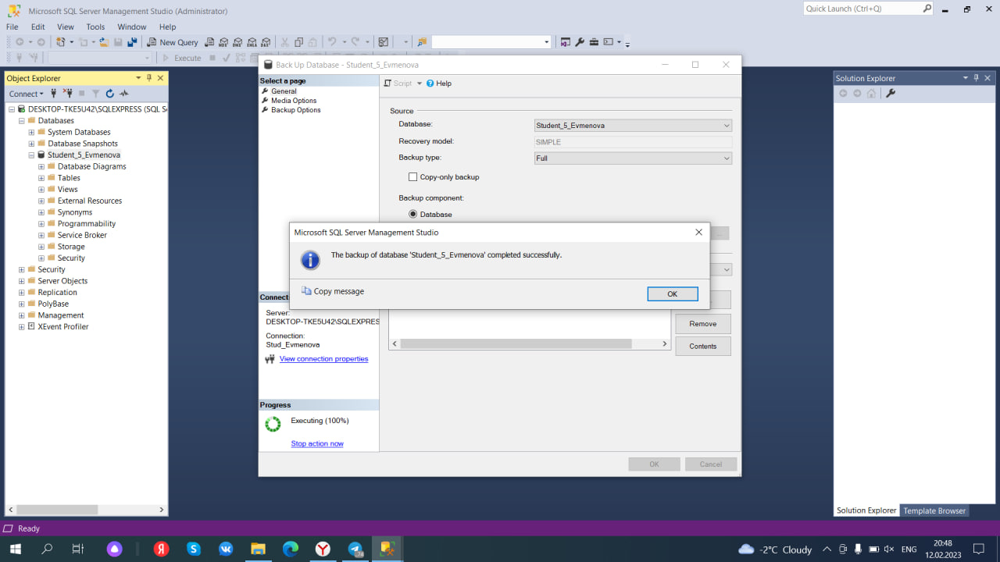 Microsoft SQL Server Management Studio (Administrator)
Quick Launch (Ctrl+Q)
File Edit View Tools Window Help
New Query
Execute
Object Explorer
Connect
DESKTOP-TKE5U42\SQLEXPRESS (SQL S
Databases
System Databases
Database Snapshots
Student_5_Evmenova
Database Diagrams
Tables
Views
External Resources
Synonyms
Programmability
Service Broker
Storage
Security
Security
Server Objects
Replication
PolyBase
Management
XEvent Profiler
Back Up Database - Student_5_Evmenova
Select a page
General
Media Options
Backup Options
Script
Help
Source
Database:
Student_5_Evmenova
Recovery model:
SIMPLE
Backup type:
Full
Copy-only backup
Backup component:
Database
Microsoft SQL Server Management Studio
The backup of database 'Student_5_Evmenova' completed successfully.
Copy message
OK
Connect
Server:
DESKTOP-TKE5U42\SQLEXPRES
Connection:
Stud_Evmenova
View connection properties
Remove
Contents
Progress
Executing (100%)
Stop action now
OK
Cancel
Solution Explorer
Solution Explorer
Template Browser
Ready
-2°C Cloudy
ENG
20:48
12.02.2023